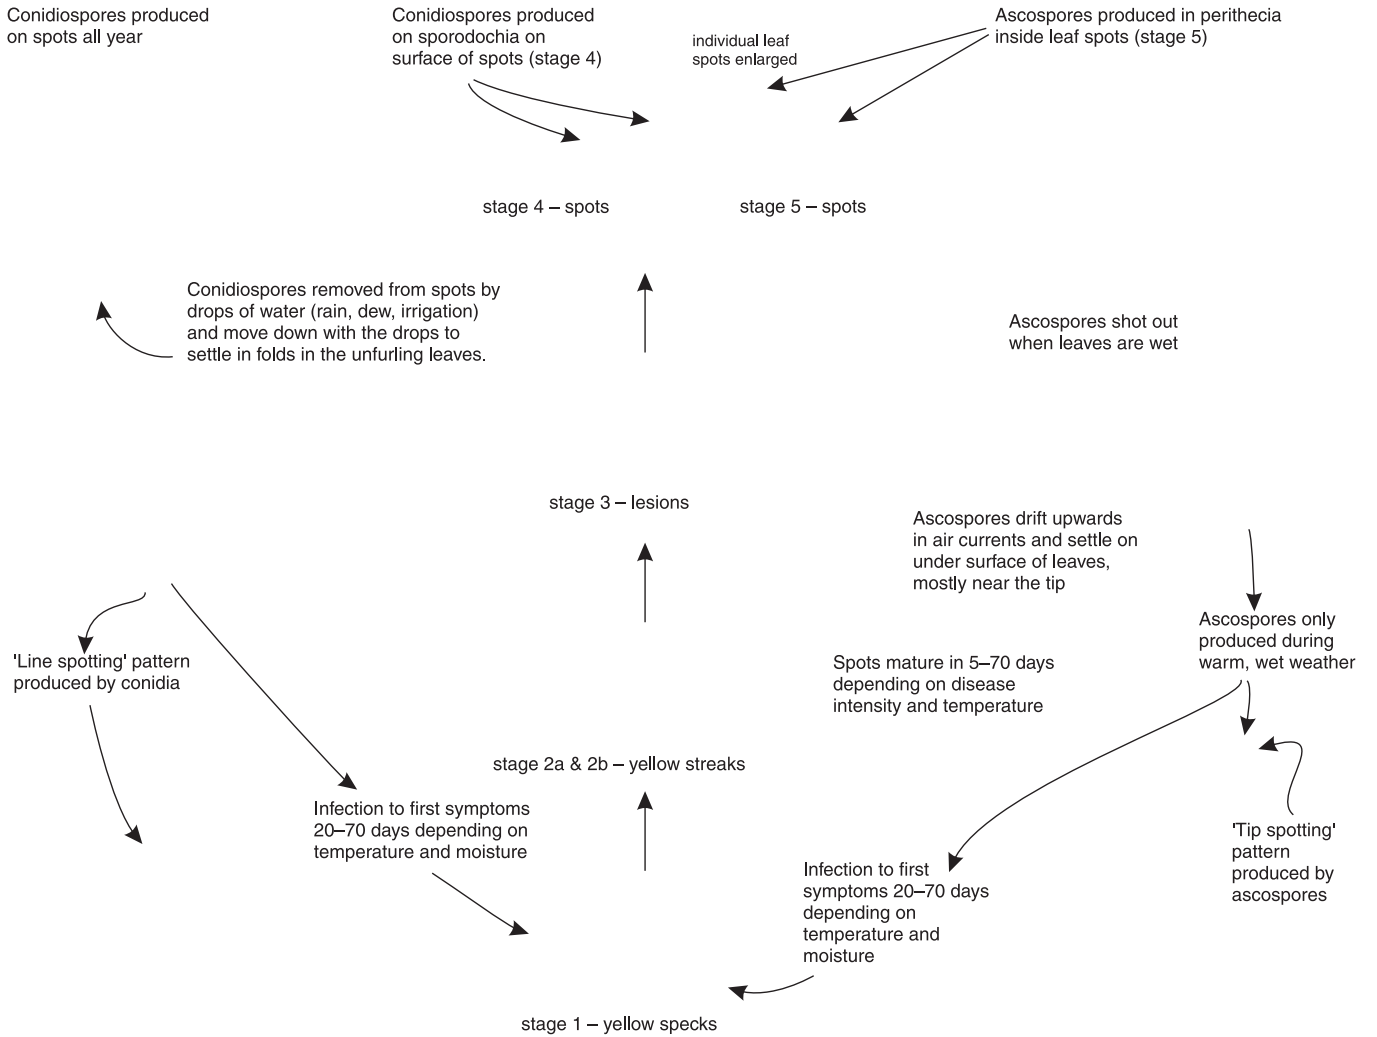 Conidiospores produced
on spots all year
Conidiospores produced
on sporodochia on
surface of spots (stage 4)
individual leaf
spots enlarged
Ascospores produced in perithecia
inside leaf spots (stage 5)
stage 4 – spots
stage 5 – spots
Conidiospores removed from spots by
drops of water (rain, dew, irrigation)
and move down with the drops to
settle in folds in the unfurling leaves.
Ascospores shot out
when leaves are wet
stage 3 – lesions
Ascospores drift upwards
in air currents and settle on
under surface of leaves,
mostly near the tip
Ascospores only
produced during
warm, wet weather
'Line spotting' pattern
produced by conidia
Spots mature in 5–70 days
depending on disease
intensity and temperature
stage 2a & 2b – yellow streaks
Infection to first symptoms
20–70 days depending on
temperature and moisture
'Tip spotting'
pattern
produced by
ascospores
Infection to first
symptoms 20–70 days
depending on
temperature and
moisture
stage 1 – yellow specks